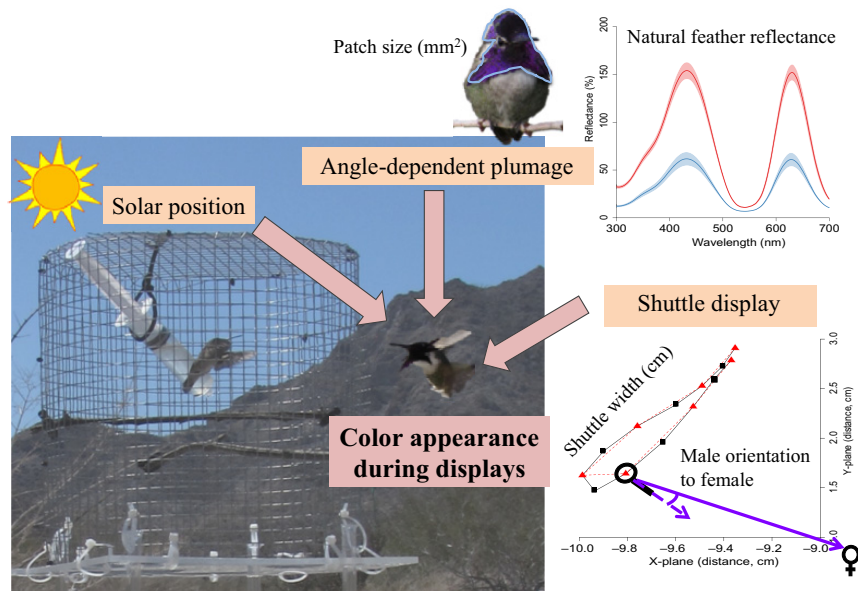 Patch size (mm²)
Natural feather reflectance
Reflectance (%)
200
150
100
50
0
300
400
500
600
700
Wavelength (nm)
Angle-dependent plumage
Solar position
Shuttle display
Color appearance
during displays
Shuttle width (cm)
Male orientation
to female
Y-plane (distance, cm)
3.0
2.5
2.0
1.5
1.0
−10.0
−9.8
−9.6
−9.4
−9.2
−9.0
X-plane (distance, cm)
♀